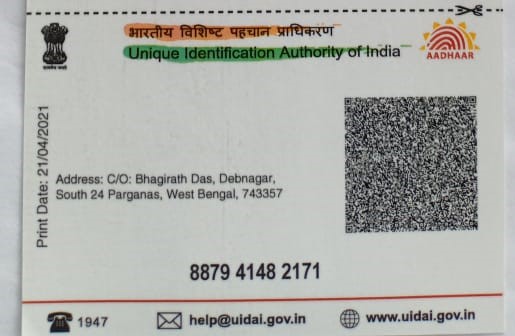 भारतीय विशिष्ट पहचान प्राधिकरण
Unique Identification Authority of India
AADHAAR
Print Date: 21/04/2021
Address: C/O: Bhagirath Das, Debnagar,
South 24 Parganas, West Bengal, 743357
8879 4148 2171
1947
help@uidai.gov.in
www.uidai.gov.in